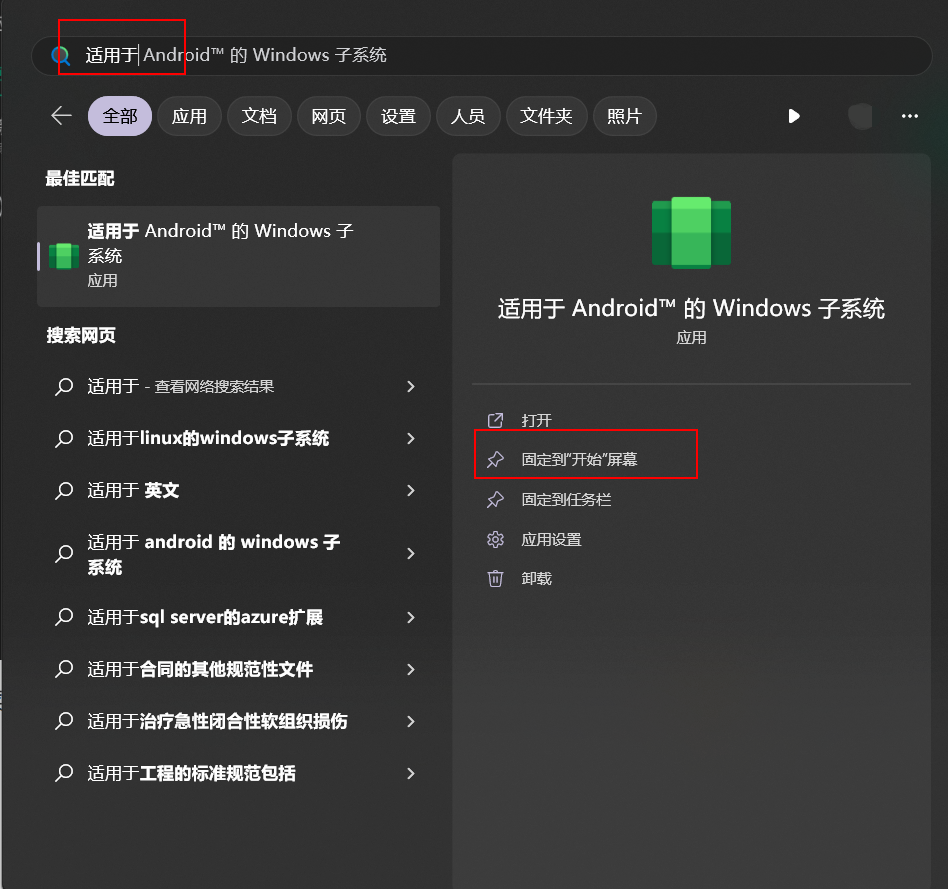 适用于 Android™ 的 Windows 子系统
全部 应用 文档 网页 设置 人员 文件夹 照片
最佳匹配
适用于 Android™ 的 Windows 子
系统
应用
搜索网页
适用于 - 查看网络搜索结果
适用于linux的windows子系统
适用于 英文
适用于 android 的 windows 子
系统
适用于sql server的azure扩展
适用于合同的其他规范性文件
适用于治疗急性闭合性软组织损伤
适用于工程的标准规范包括
适用于 Android™ 的 Windows 子系统
应用
打开
固定到"开始"屏幕
固定到任务栏
应用设置
卸载